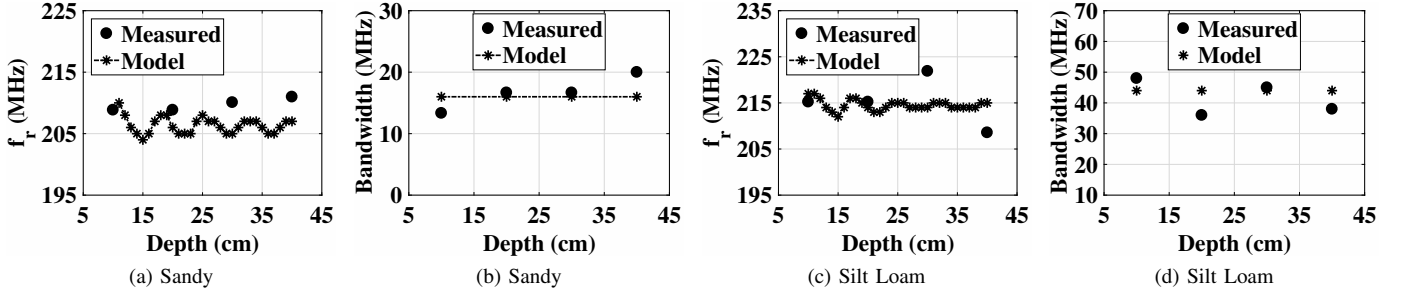 225
215
205
195
f_r (MHz)
Measured
Model
5 15 25 35 45
Depth (cm)
(a) Sandy
30
20
10
0
Bandwidth (MHz)
Measured
Model
5 15 25 35 45
Depth (cm)
(b) Sandy
235
225
215
205
195
f_r (MHz)
Measured
Model
5 15 25 35 45
Depth (cm)
(c) Silt Loam
70
60
50
40
30
20
10
Bandwidth (MHz)
Measured
Model
5 15 25 35 45
Depth (cm)
(d) Silt Loam